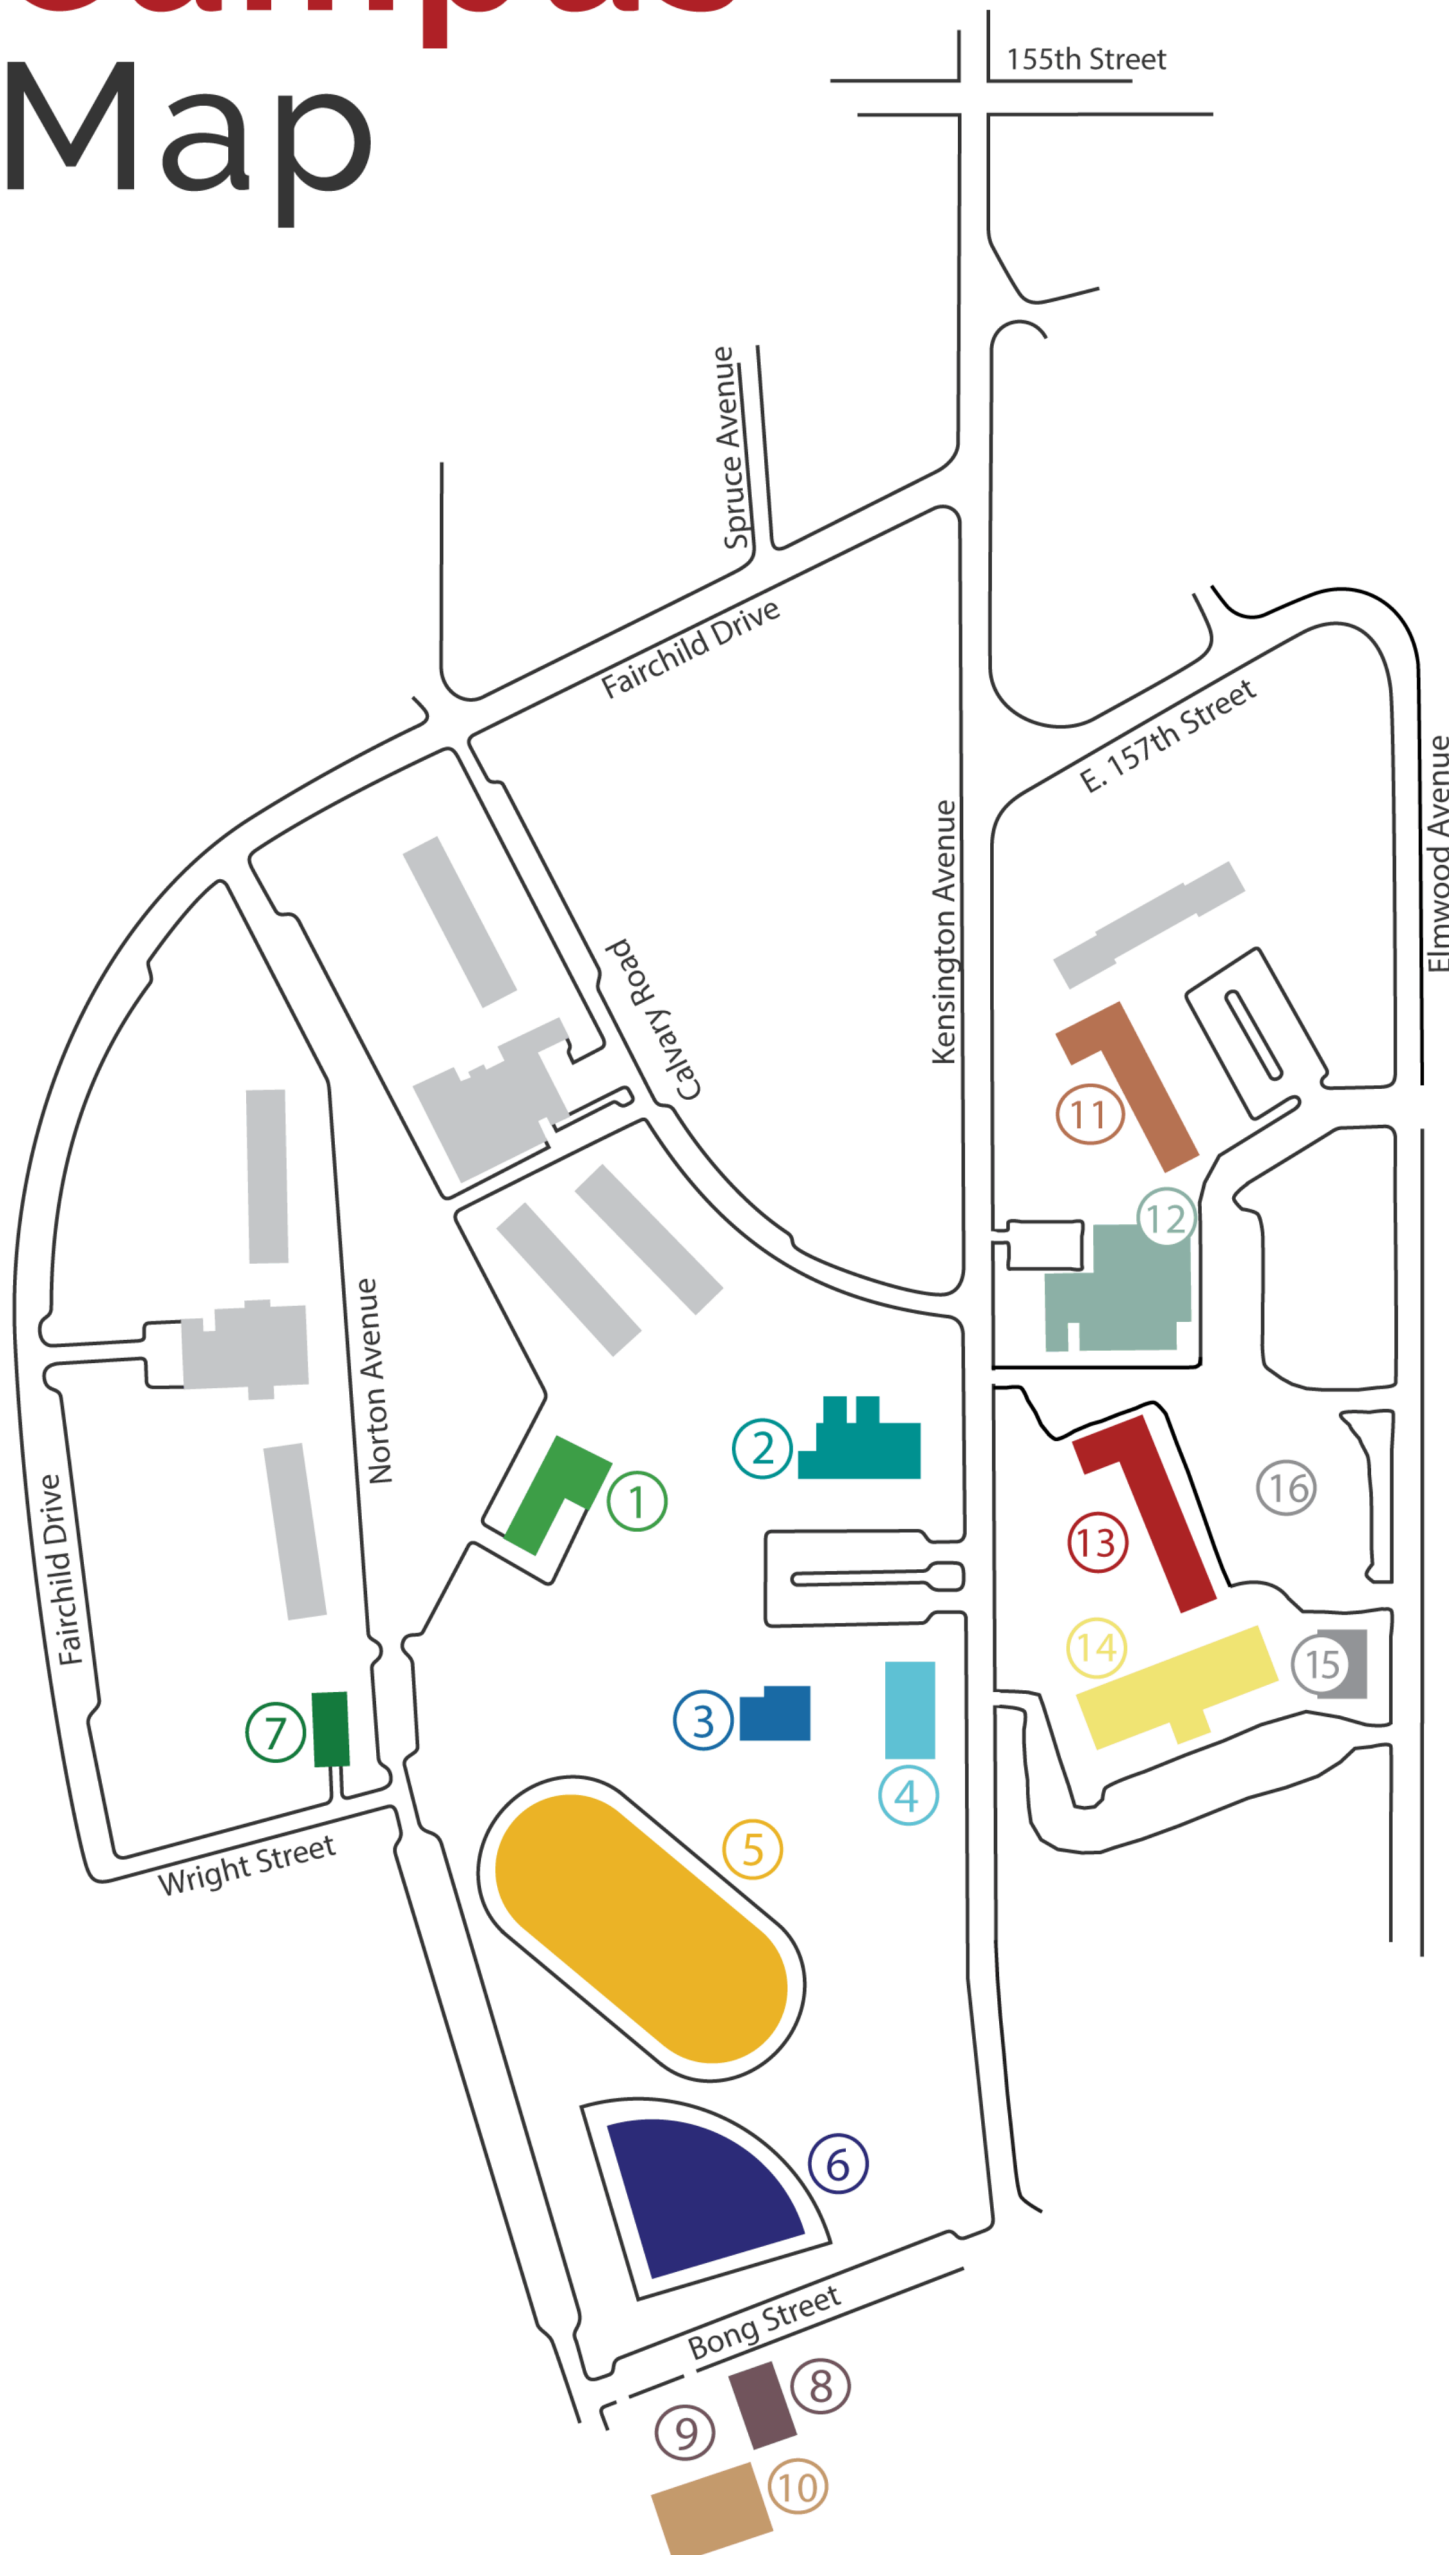 Campus
Map
155th Street
Spruce Avenue
Fairchild Drive
E. 157th Street
Elmwood Avenue
Kensington Avenue
Calvary Road
11
12
Norton Avenue
2
1
16
13
Fairchild Drive
14
15
7
3
4
5
Wright Street
6
Bong Street
8
9
10